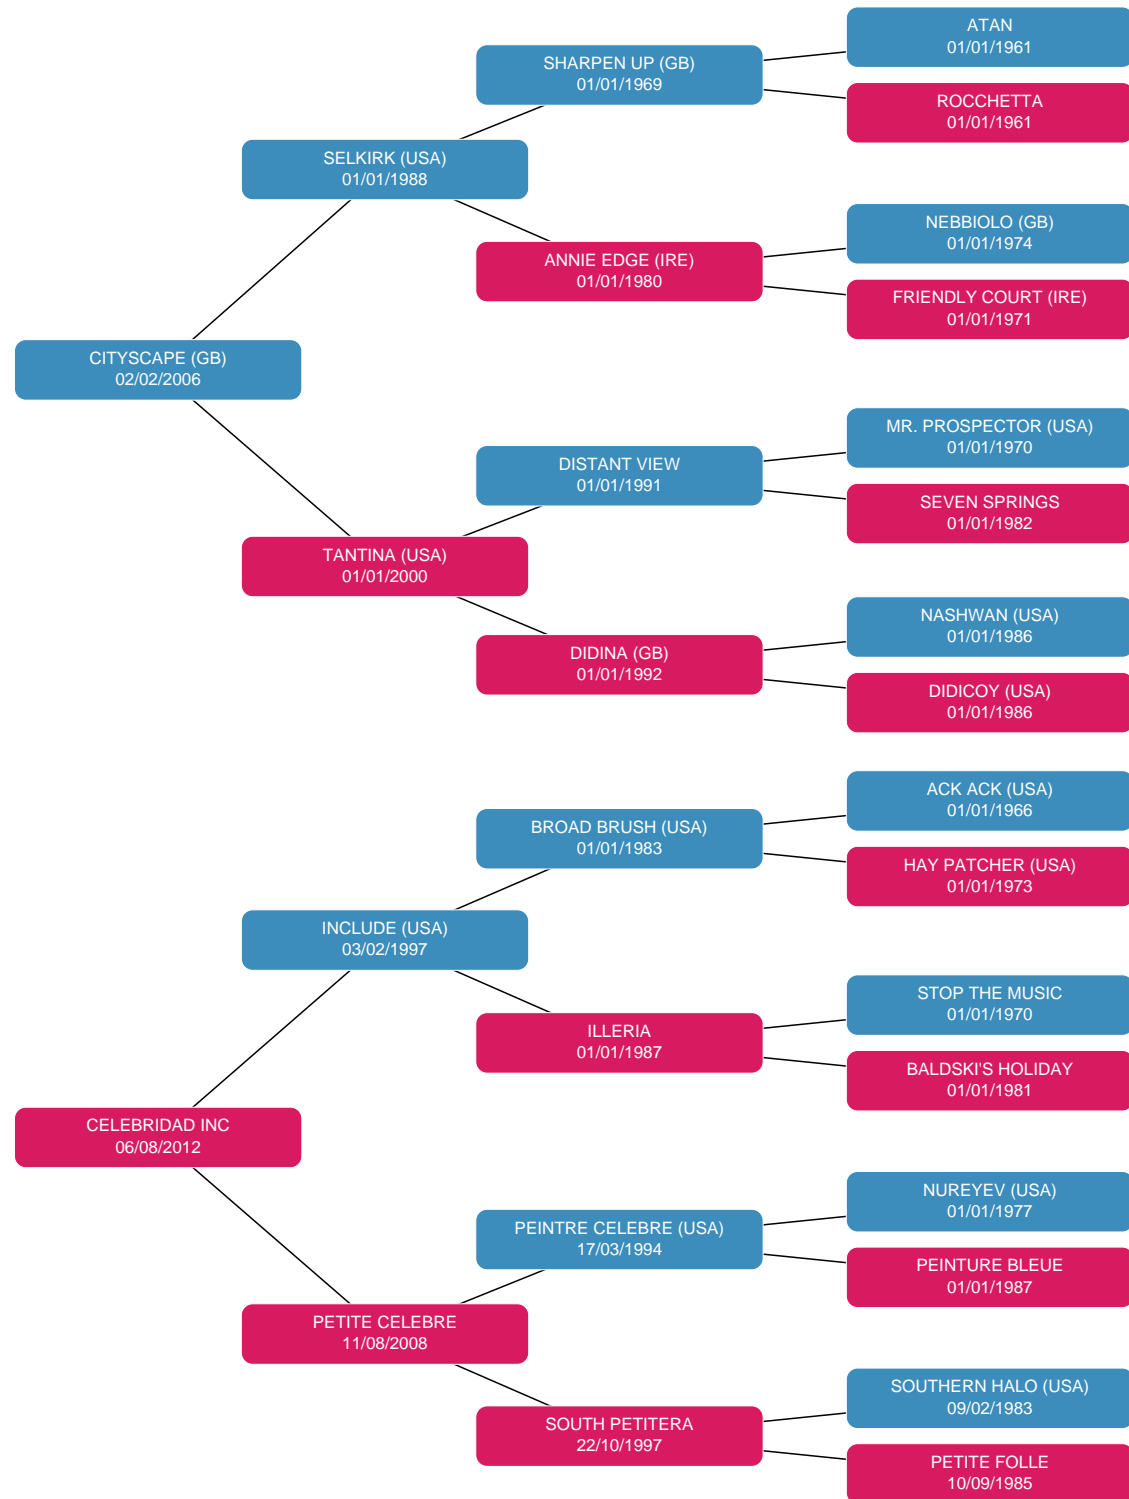 ATAN
01/01/1961
SHARPEN UP (GB)
01/01/1969
ROCCHETTA
01/01/1961
SELKIRK (USA)
01/01/1988
NEBBIOLO (GB)
01/01/1974
ANNIE EDGE (IRE)
01/01/1980
FRIENDLY COURT (IRE)
01/01/1971
CITYSCAPE (GB)
02/02/2006
MR. PROSPECTOR (USA)
01/01/1970
DISTANT VIEW
01/01/1991
SEVEN SPRINGS
01/01/1982
TANTINA (USA)
01/01/2000
NASHWAN (USA)
01/01/1986
DIDINA (GB)
01/01/1992
DIDICOY (USA)
01/01/1986
ACK ACK (USA)
01/01/1966
BROAD BRUSH (USA)
01/01/1983
HAY PATCHER (USA)
01/01/1973
INCLUDE (USA)
03/02/1997
STOP THE MUSIC
01/01/1970
ILLERIA
01/01/1987
BALDSKI'S HOLIDAY
01/01/1981
CELEBRIDAD INC
06/08/2012
NUREYEV (USA)
01/01/1977
PEINTRE CELEBRE (USA)
17/03/1994
PEINTURE BLEUE
01/01/1987
PETITE CELEBRE
11/08/2008
SOUTHERN HALO (USA)
09/02/1983
SOUTH PETITERA
22/10/1997
PETITE FOLLE
10/09/1985